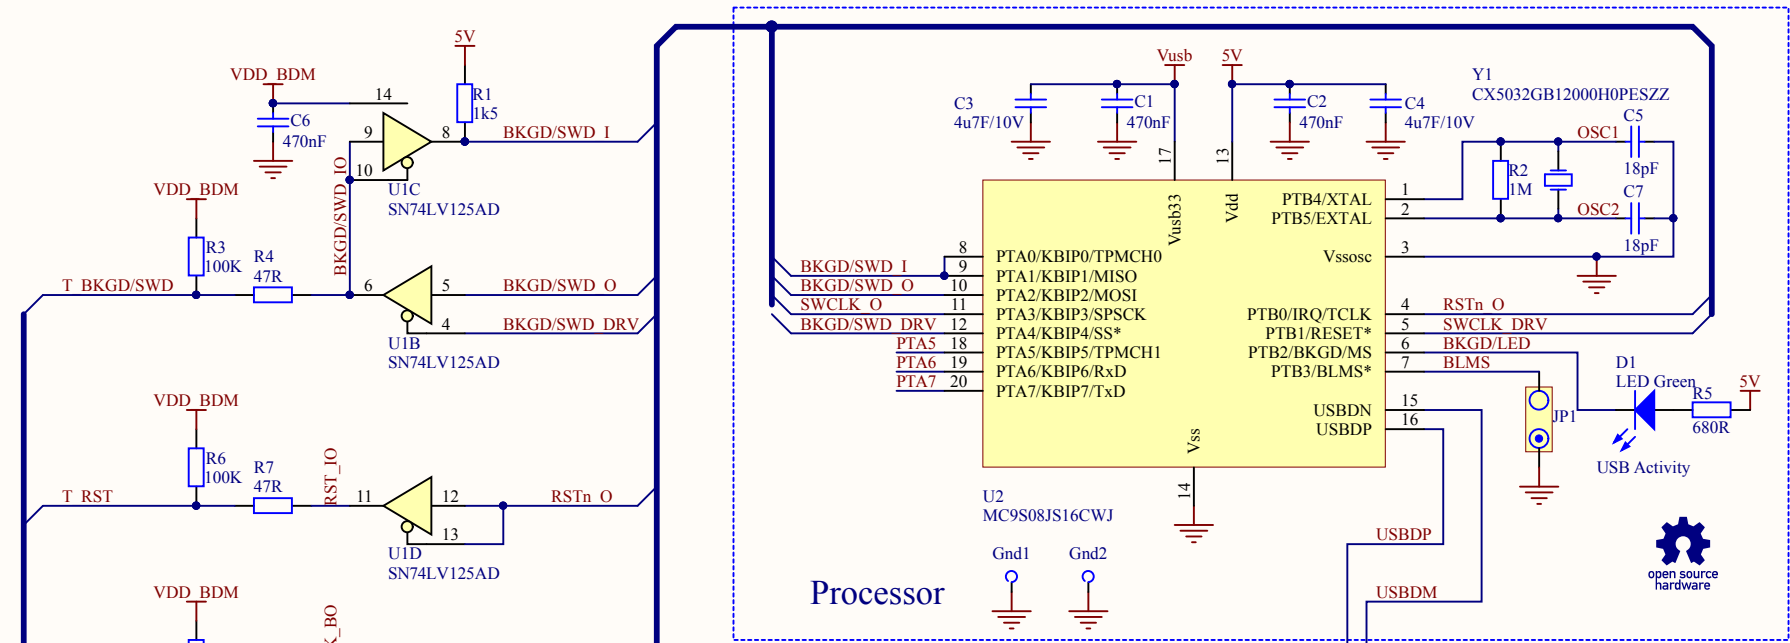 5V
VDD_BDM
14
R1
1k5
C6
470nF
9
8
BKGD/SWD_I
10
U1C
SN74LV125AD
BKGD/SWD_IO
VDD_BDM
R3
100K
R4
47R
T_BKGD/SWD
6
5
BKGD/SWD_O
4
BKGD/SWD_DRV
U1B
SN74LV125AD
VDD_BDM
R6
100K
R7
47R
RST_IO
T_RST
11
12
RSTn_O
13
U1D
SN74LV125AD
VDD_BDM
K_BO
Vusb
5V
C3
4u7F/10V
C1
470nF
C2
470nF
C4
4u7F/10V
17
13
Vusb33
Vdd
Y1
CX5032GB12000H0PESZZ
C5
OSC1
18pF
R2
1M
C7
OSC2
18pF
1
PTB4/XTAL
2
PTB5/EXTAL
3
Vssosc
BKGD/SWD_I
8
PTA0/KBIP0/TPMCH0
9
PTA1/KBIP1/MISO
BKGD/SWD_O
10
PTA2/KBIP2/MOSI
SWCLK_O
11
PTA3/KBIP3/SPSCK
BKGD/SWD_DRV
12
PTA4/KBIP4/SS*
PTA5
18
PTA5/KBIP5/TPMCH1
PTA6
19
PTA6/KBIP6/RxD
PTA7
20
PTA7/KBIP7/TxD
PTB0/IRQ/TCLK
4
RSTn_O
PTB1/RESET*
5
SWCLK_DRV
PTB2/BKGD/MS
6
BKGD/LED
PTB3/BLMS*
7
BLMS
USBDN
15
USBDP
16
Vss
14
U2
MC9S08JS16CWJ
JP1
D1
LED Green
R5
680R
5V
USB Activity
Gnd1
Gnd2
Processor
USBDP
USBDM
open source
hardware